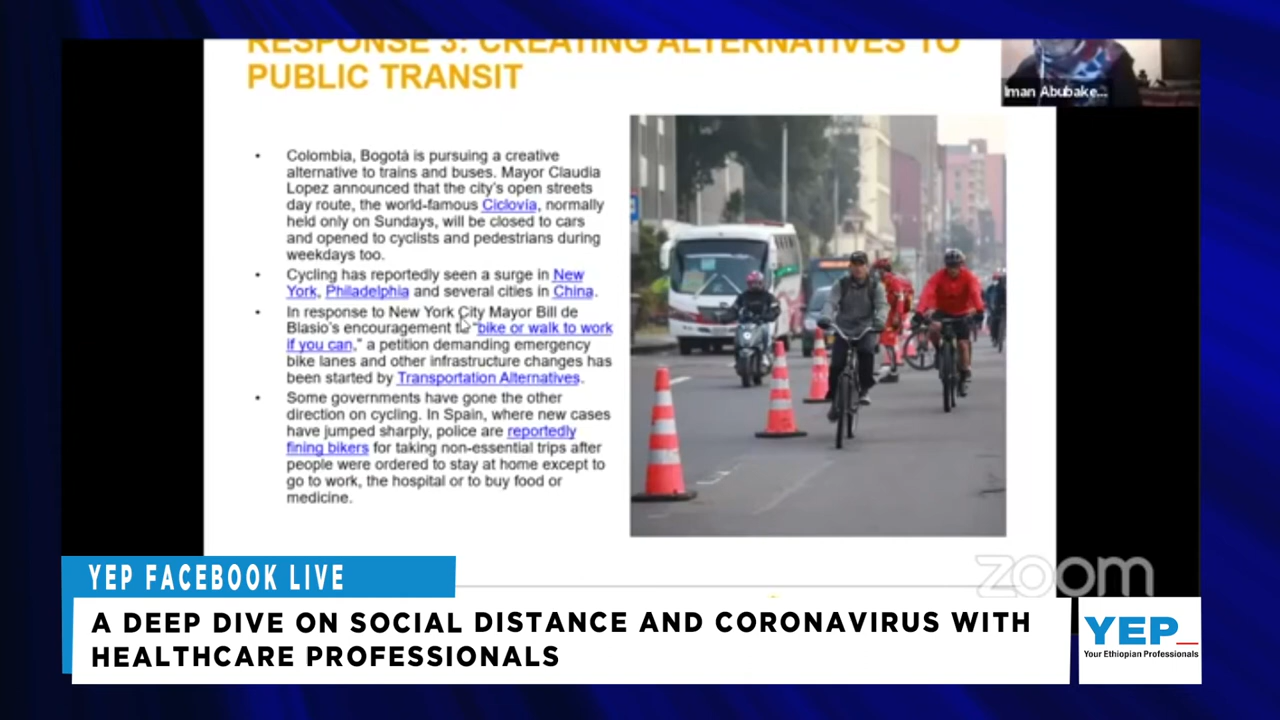 RESPONSE 3: CREATING ALTERNATIVES TO
PUBLIC TRANSIT
Iman Abubake...
• Colombia, Bogotá is pursuing a creative
alternative to trains and buses. Mayor Claudia
Lopez announced that the city's open streets
day route, the world-famous Ciclovía, normally
held only on Sundays, will be closed to cars
and opened to cyclists and pedestrians during
weekdays too.
• Cycling has reportedly seen a surge in New
York, Philadelphia and several cities in China.
• In response to New York City Mayor Bill de
Blasio's encouragement to "bike or walk to work
if you can," a petition demanding emergency
bike lanes and other infrastructure changes has
been started by Transportation Alternatives.
• Some governments have gone the other
direction on cycling. In Spain, where new cases
have jumped sharply, police are reportedly
fining bikers for taking non-essential trips after
people were ordered to stay at home except to
go to work, the hospital or to buy food or
medicine.
zoom
YEP FACEBOOK LIVE
A DEEP DIVE ON SOCIAL DISTANCE AND CORONAVIRUS WITH
HEALTHCARE PROFESSIONALS
YEP_
Your Ethiopian Professionals